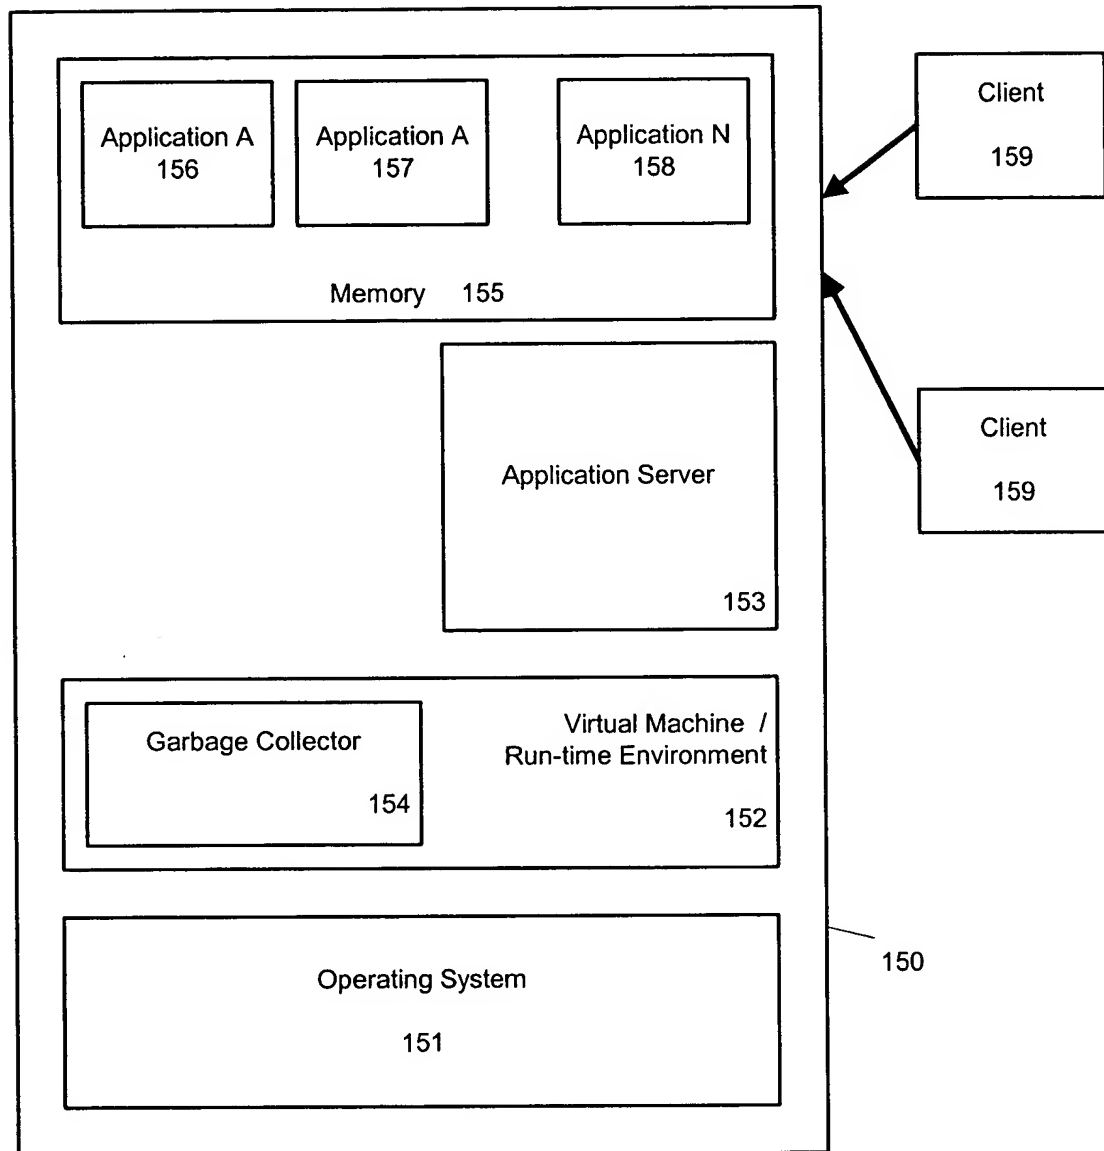 Application A
156
Application A
157
Application N
158
Memory 155
Client
159
Application Server
153
Client
159
Garbage Collector
154
Virtual Machine /
Run-time Environment
152
150
Operating System
151